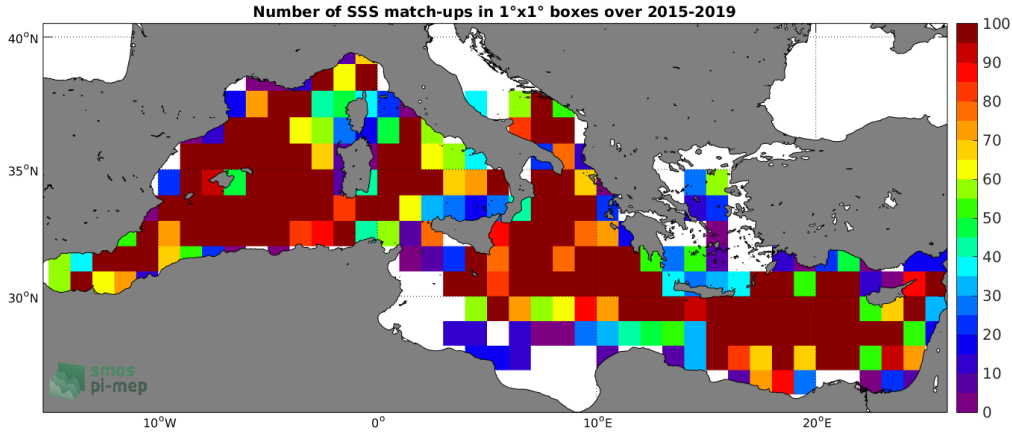 Number of SSS match-ups in 1°x1° boxes over 2015-2019
40°N
35°N
30°N
10°W
0°
10°E
20°E
100
90
80
70
60
50
40
30
20
10
0
smos
pi-mep